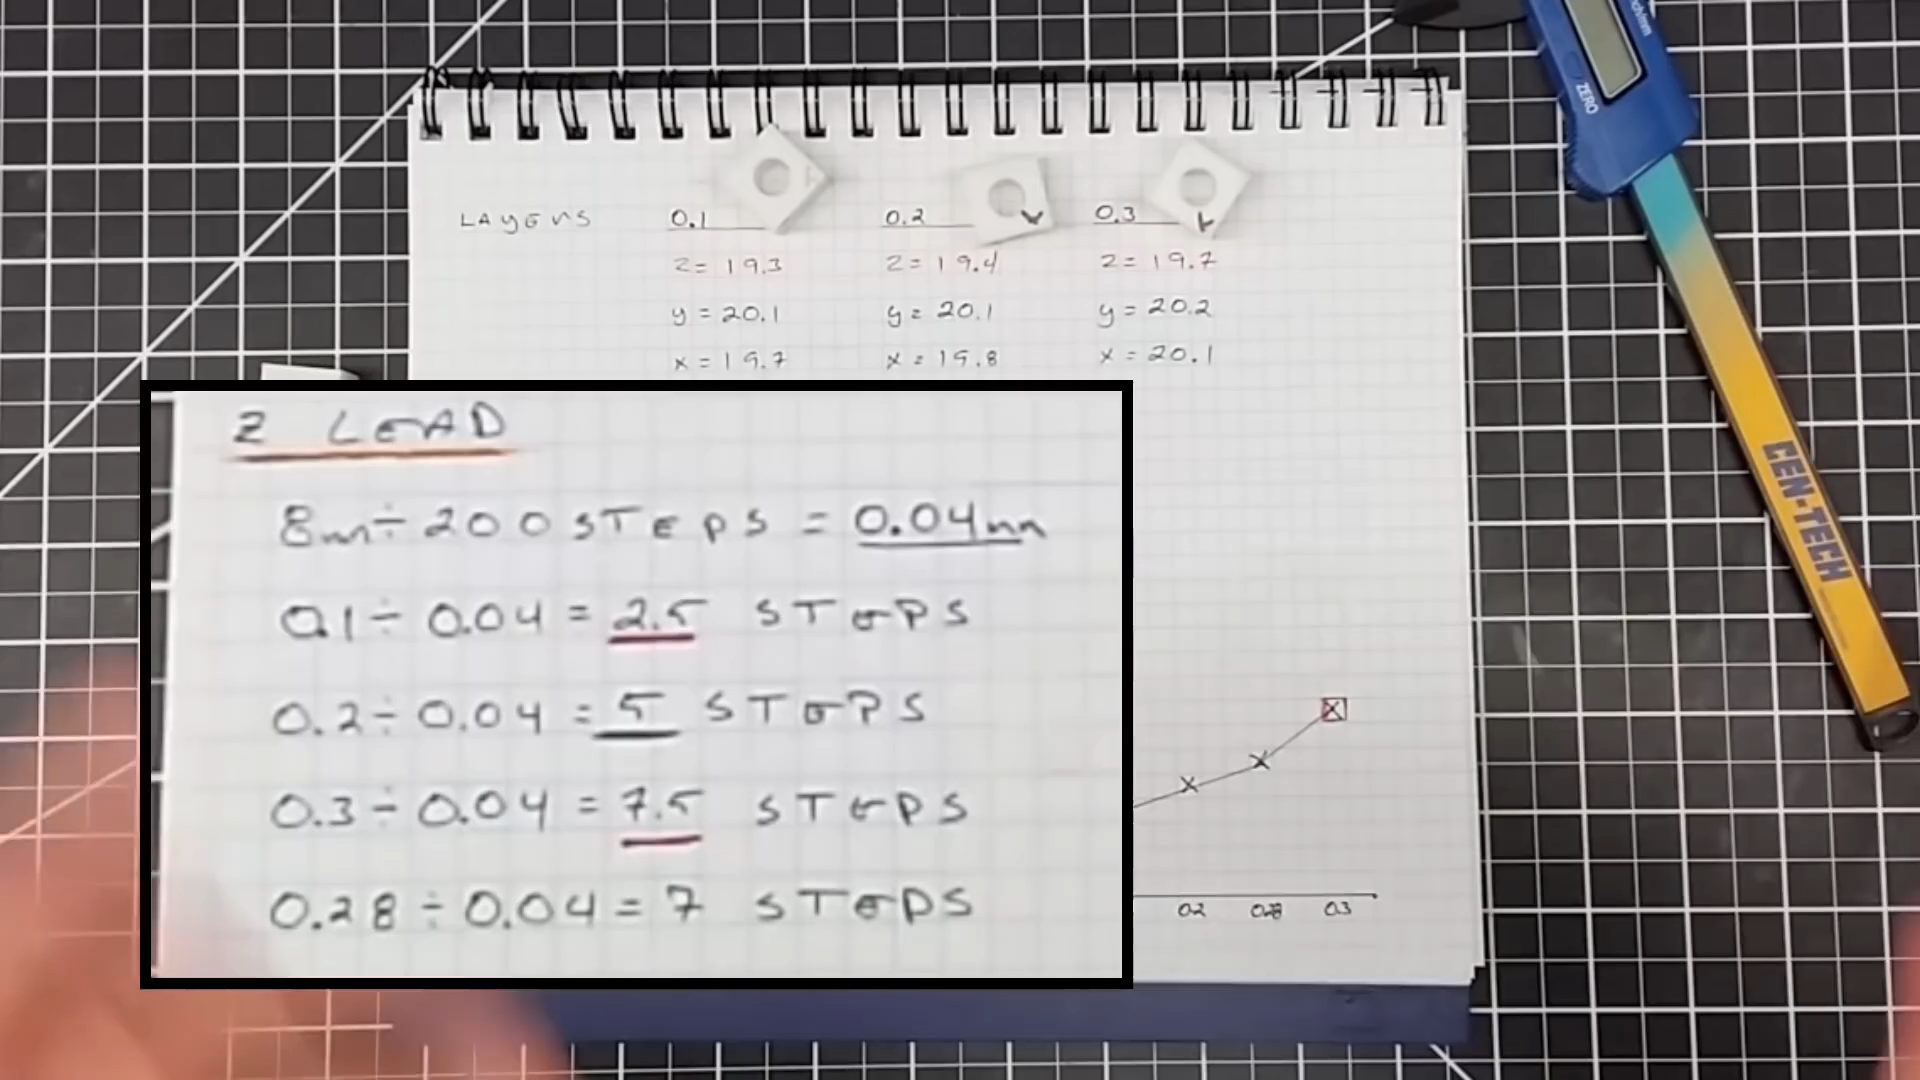 LAYERS 0.1 0.2 0.3
Z= 19.3 Z= 19.4 Z= 19.7
y = 20.1 y= 20.1 y= 20.2
x = 19.7 x = 19.8 x = 20.1
Z LEAD
8m ÷ 200 STEPS = 0.04mm
0.1 ÷ 0.04 = 2.5 STEPS
0.2 ÷ 0.04 = 5 STEPS
0.3 ÷ 0.04 = 7.5 STEPS
0.28 ÷ 0.04 = 7 STEPS
0.2 0.28 0.3
ZERO
CEN-TECH